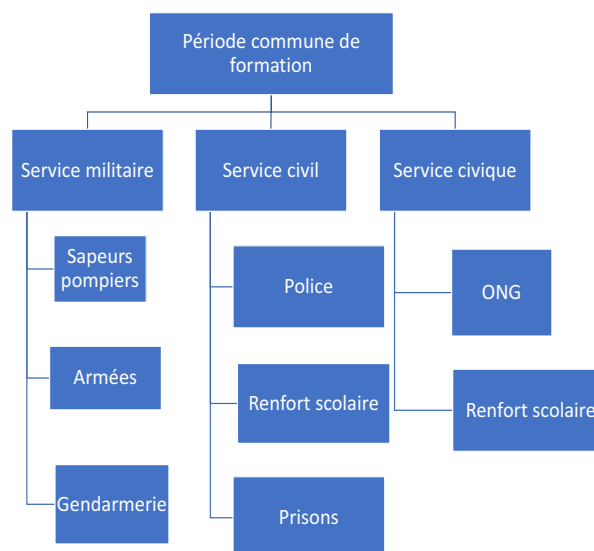 Période commune de
formation
Service militaire
Service civil
Service civique
Sapeurs
pompiers
Armées
Gendarmerie
Police
Renfort scolaire
Prisons
ONG
Renfort scolaire